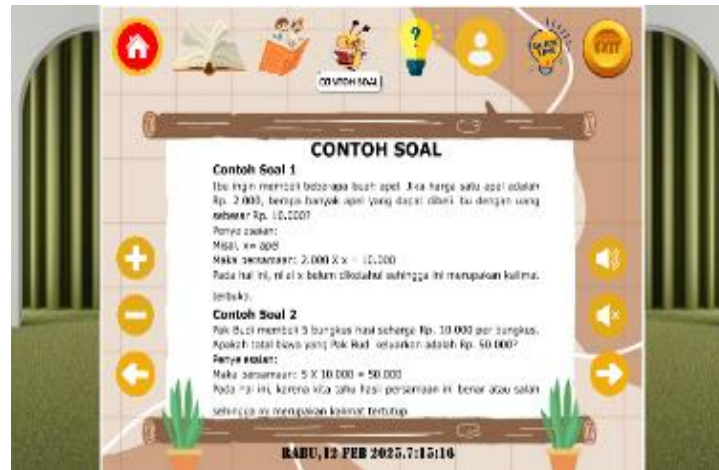 CONTOH SOAL
CONTOH SOAL
Contoh Soal 1
Ibu ingin membeli beberapa buah apel. Jika harga satu apel adalah
Rp. 2.000, berapa banyak apel yang dapat dibeli ibu dengan uang
sebesar Rp. 10.000?
Penyelesaian:
Misal, x= apel
Maka persamaan: 2.000 X x = 10.000
Pada hal ini, nilai x belum diketahui sehingga ini merupakan kalimat
terbuka.
Contoh Soal 2
Pak Budi membeli 5 bungkus nasi seharga Rp. 10.000 per bungkus.
Apakah total biaya yang Pak Budi keluarkan adalah Rp. 50.000?
Penyelesaian:
Maka persamaan: 5 X 10.000 = 50.000
Pada hal ini, karena kita tahu hasil persamaan ini benar atau salah
sehingga ini merupakan kalimat tertutup.
RABU,12 FEB 2025.7:15:16
EXIT